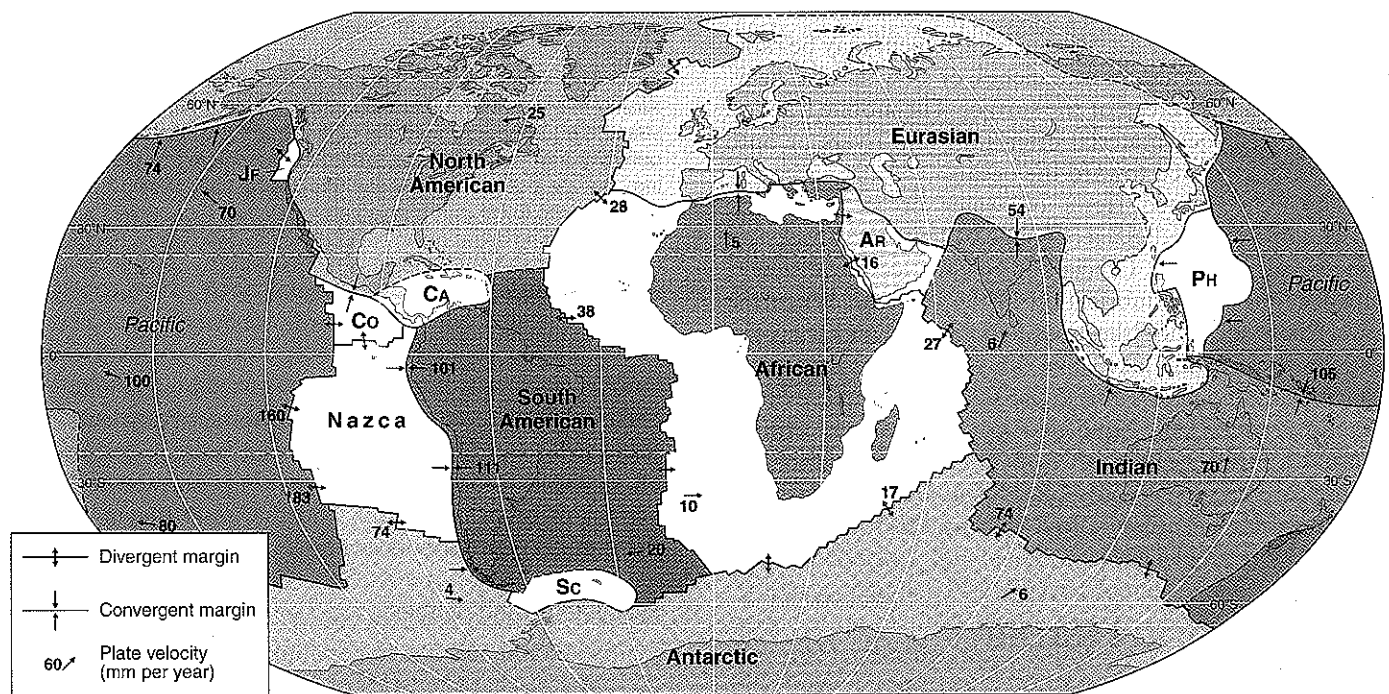 60°N
60°N
25
Eurasian
North
American
74
JF
70
28
54
30°N
30°N
5
AR
16
PH
CA
Pacific
Pacific
CO
38
6
27
0
0
100
101
African
105
South
American
160
Nazca
111
Indian
70
30°S
30°S
183
10
17
80
74
74
20
4
SC
6
60°S
Antarctic
Divergent margin
Convergent margin
60
Plate velocity
(mm per year)